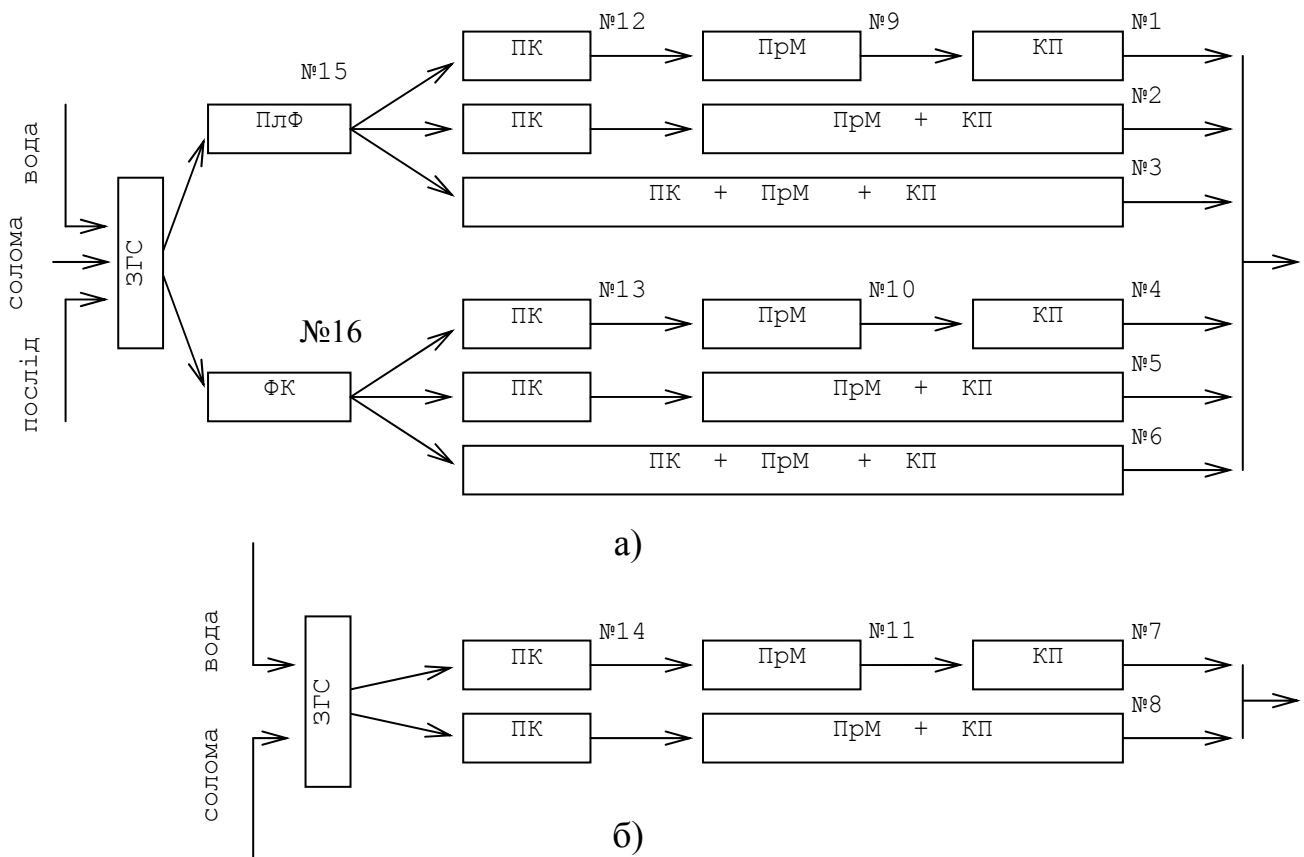 ПК №12 ПрМ №9 КП №1
№15
ПлФ
ПК ПрМ + КП №2
ПК + ПрМ + КП №3
вода
солома
послід
ЗГС
ПК №13 ПрМ №10 КП №4
№16
ФК
ПК ПрМ + КП №5
ПК + ПрМ + КП №6
а)
вода
солома
ЗГС
ПК №14 ПрМ №11 КП №7
ПК ПрМ + КП №8
б)